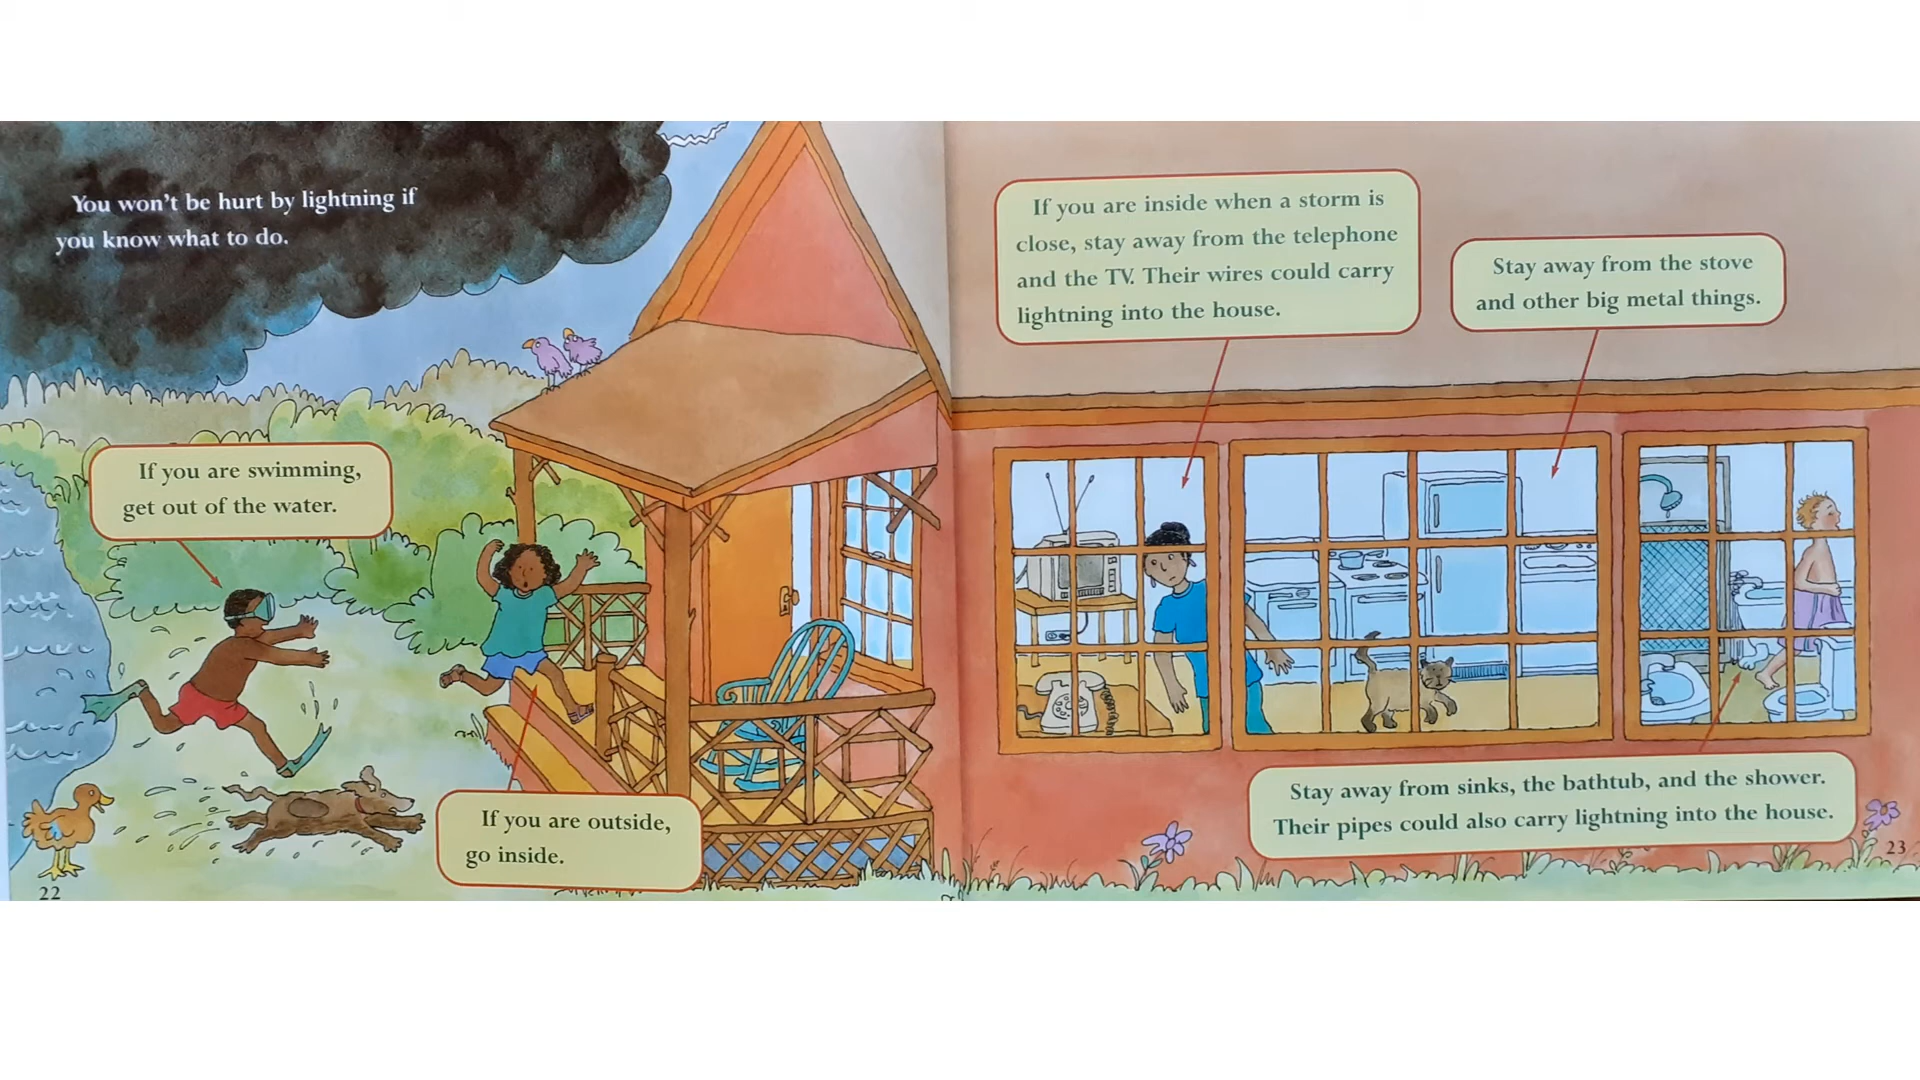 You won't be hurt by lightning if
you know what to do.
If you are swimming,
get out of the water.
If you are outside,
go inside.
22
If you are inside when a storm is
close, stay away from the telephone
and the TV. Their wires could carry
lightning into the house.
Stay away from the stove
and other big metal things.
Stay away from sinks, the bathtub, and the shower.
Their pipes could also carry lightning into the house.
23